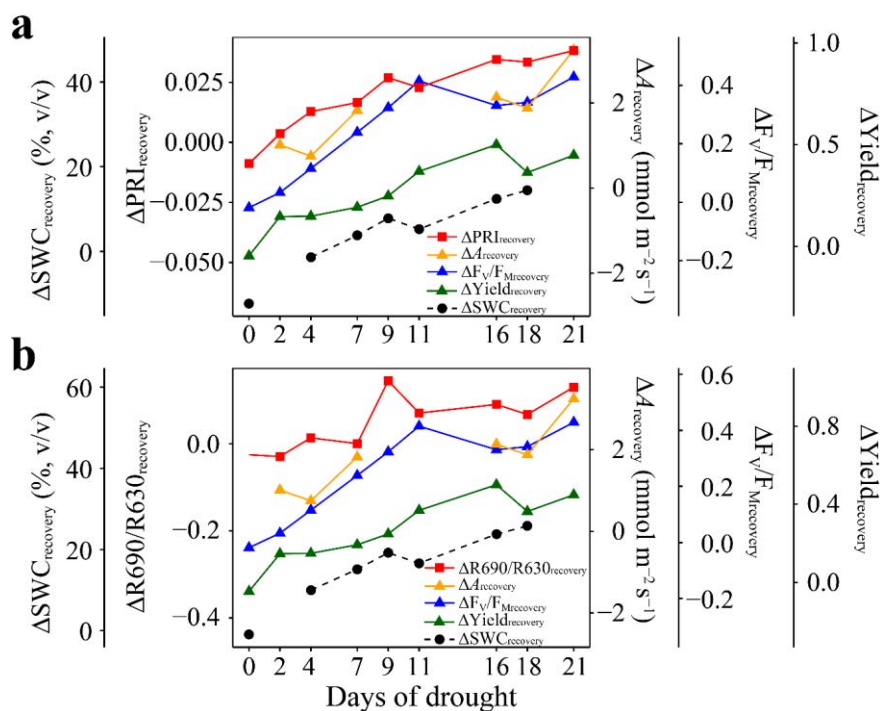 a
ΔSWCrecovery (%, v/v)
40
20
0
ΔPRIrecovery
0.025
0.000
−0.025
−0.050
ΔPRIrecovery
ΔArecovery
ΔFV/FMrecovery
ΔYieldrecovery
ΔSWCrecovery
0 2 4 7 9 11 16 18 21
2
0
−2
ΔArecovery (mmol m−2 s−1)
0.4
0.2
0.0
−0.2
ΔFV/FMrecovery
1.0
0.5
0.0
ΔYieldrecovery
b
ΔSWCrecovery (%, v/v)
60
40
20
0
ΔR690/R630recovery
0.0
−0.2
−0.4
ΔR690/R630recovery
ΔArecovery
ΔFV/FMrecovery
ΔYieldrecovery
ΔSWCrecovery
0 2 4 7 9 11 16 18 21
Days of drought
2
0
−2
ΔArecovery (mmol m−2 s−1)
0.6
0.4
0.2
0.0
−0.2
ΔFV/FMrecovery
0.8
0.4
0.0
ΔYieldrecovery